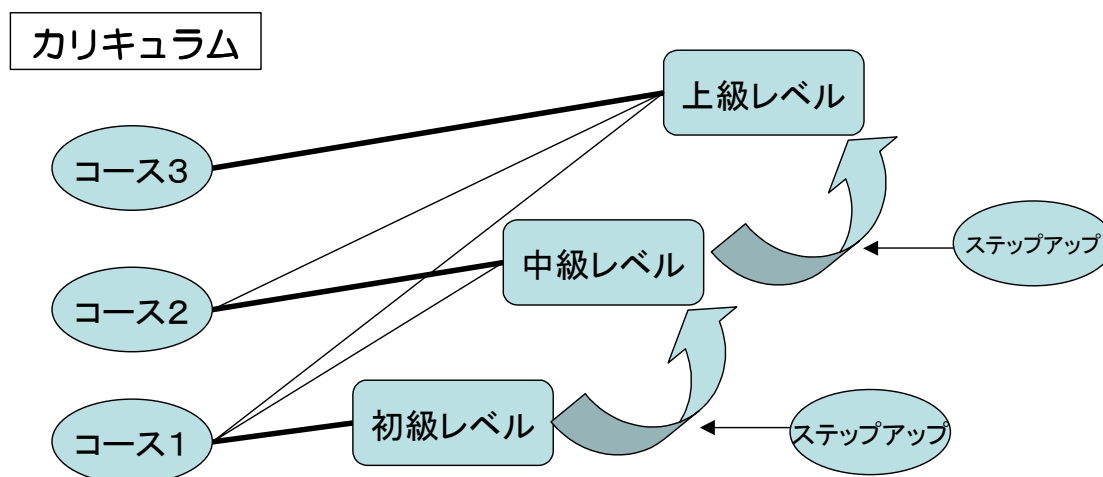 カリキュラム
上級レベル
コース3
ステップアップ
中級レベル
コース2
初級レベル
コース1
ステップアップ